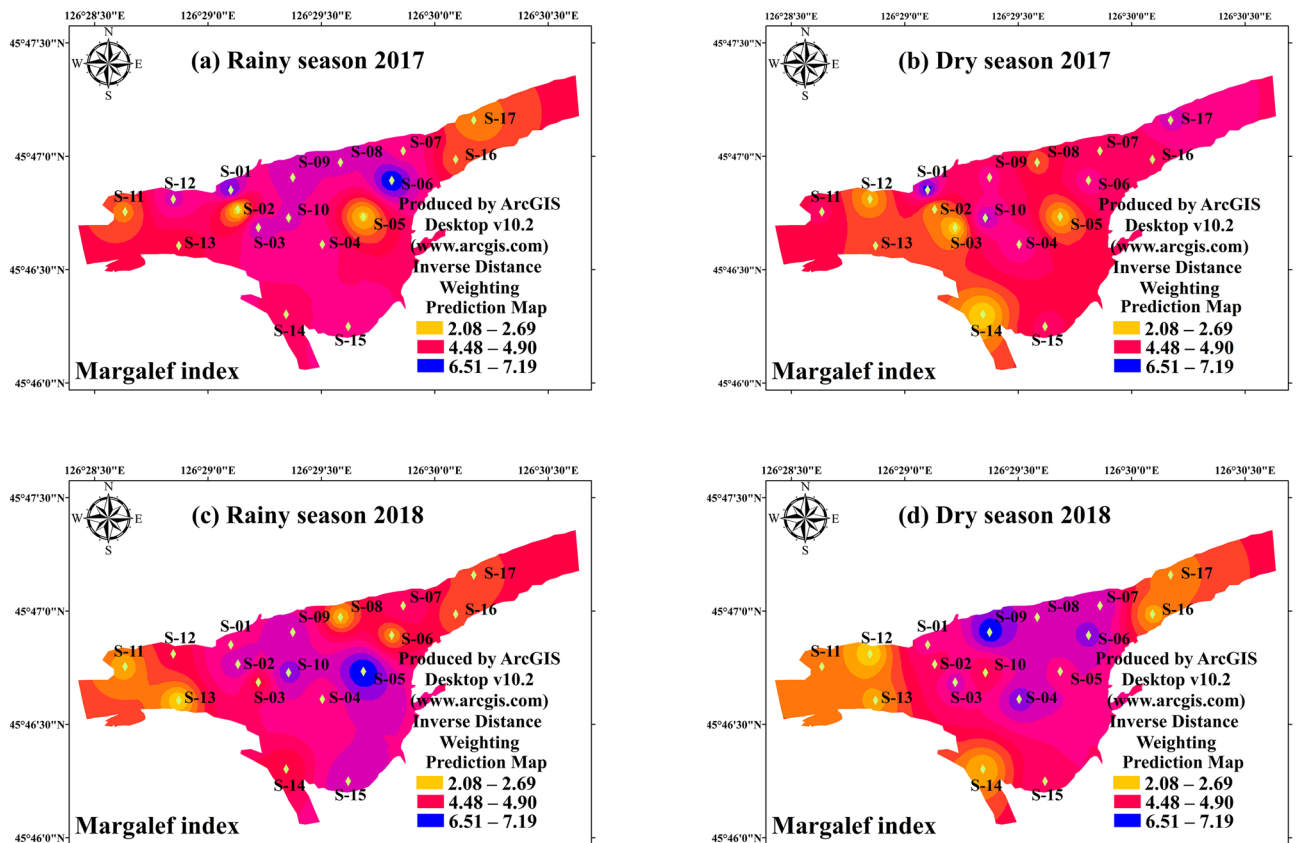 126°28'30"E 126°29'0"E 126°29'30"E 126°30'0"E 126°30'30"E
45°47'30"N
45°47'0"N
45°46'30"N
45°46'0"N
N
W E
S
(a) Rainy season 2017
S-17
S-07
S-08
S-16
S-09
S-01
S-12
S-06
S-11
S-02
S-10
S-05
S-13
S-03
S-04
S-14
S-15
Produced by ArcGIS
Desktop v10.2
(www.arcgis.com)
Inverse Distance
Weighting
Prediction Map
2.08 – 2.69
4.48 – 4.90
6.51 – 7.19
Margalef index
126°28'30"E 126°29'0"E 126°29'30"E 126°30'0"E 126°30'30"E
45°47'30"N
45°47'0"N
45°46'30"N
45°46'0"N
N
W E
S
(b) Dry season 2017
S-17
S-07
S-08
S-16
S-09
S-01
S-12
S-06
S-11
S-02
S-10
S-05
S-13
S-03
S-04
S-14
S-15
Produced by ArcGIS
Desktop v10.2
(www.arcgis.com)
Inverse Distance
Weighting
Prediction Map
2.08 – 2.69
4.48 – 4.90
6.51 – 7.19
Margalef index
126°28'30"E 126°29'0"E 126°29'30"E 126°30'0"E 126°30'30"E
45°47'30"N
45°47'0"N
45°46'30"N
45°46'0"N
N
W E
S
(c) Rainy season 2018
S-17
S-07
S-08
S-16
S-09
S-01
S-12
S-06
S-11
S-02
S-10
S-05
S-13
S-03
S-04
S-14
S-15
Produced by ArcGIS
Desktop v10.2
(www.arcgis.com)
Inverse Distance
Weighting
Prediction Map
2.08 – 2.69
4.48 – 4.90
6.51 – 7.19
Margalef index
126°28'30"E 126°29'0"E 126°29'30"E 126°30'0"E 126°30'30"E
45°47'30"N
45°47'0"N
45°46'30"N
45°46'0"N
N
W E
S
(d) Dry season 2018
S-17
S-07
S-08
S-16
S-09
S-01
S-12
S-06
S-11
S-02
S-10
S-05
S-13
S-03
S-04
S-14
S-15
Produced by ArcGIS
Desktop v10.2
(www.arcgis.com)
Inverse Distance
Weighting
Prediction Map
2.08 – 2.69
4.48 – 4.90
6.51 – 7.19
Margalef index